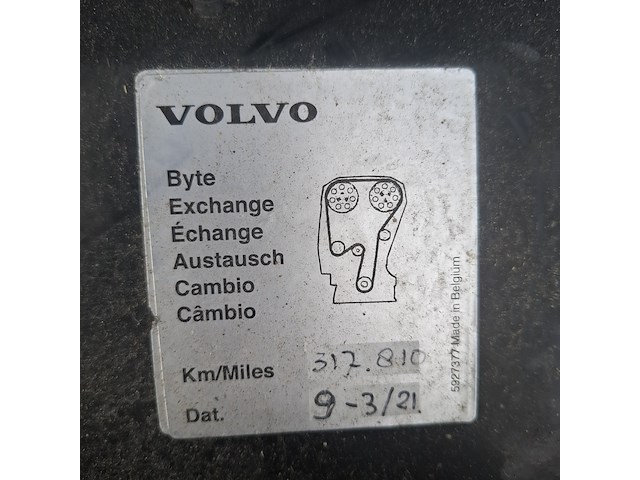 VOLVO
Byte
Exchange
Échange
Austausch
Cambio
Câmbio
Km/Miles 317.810
Dat. 9-3/21
5927377 Made in Belgium